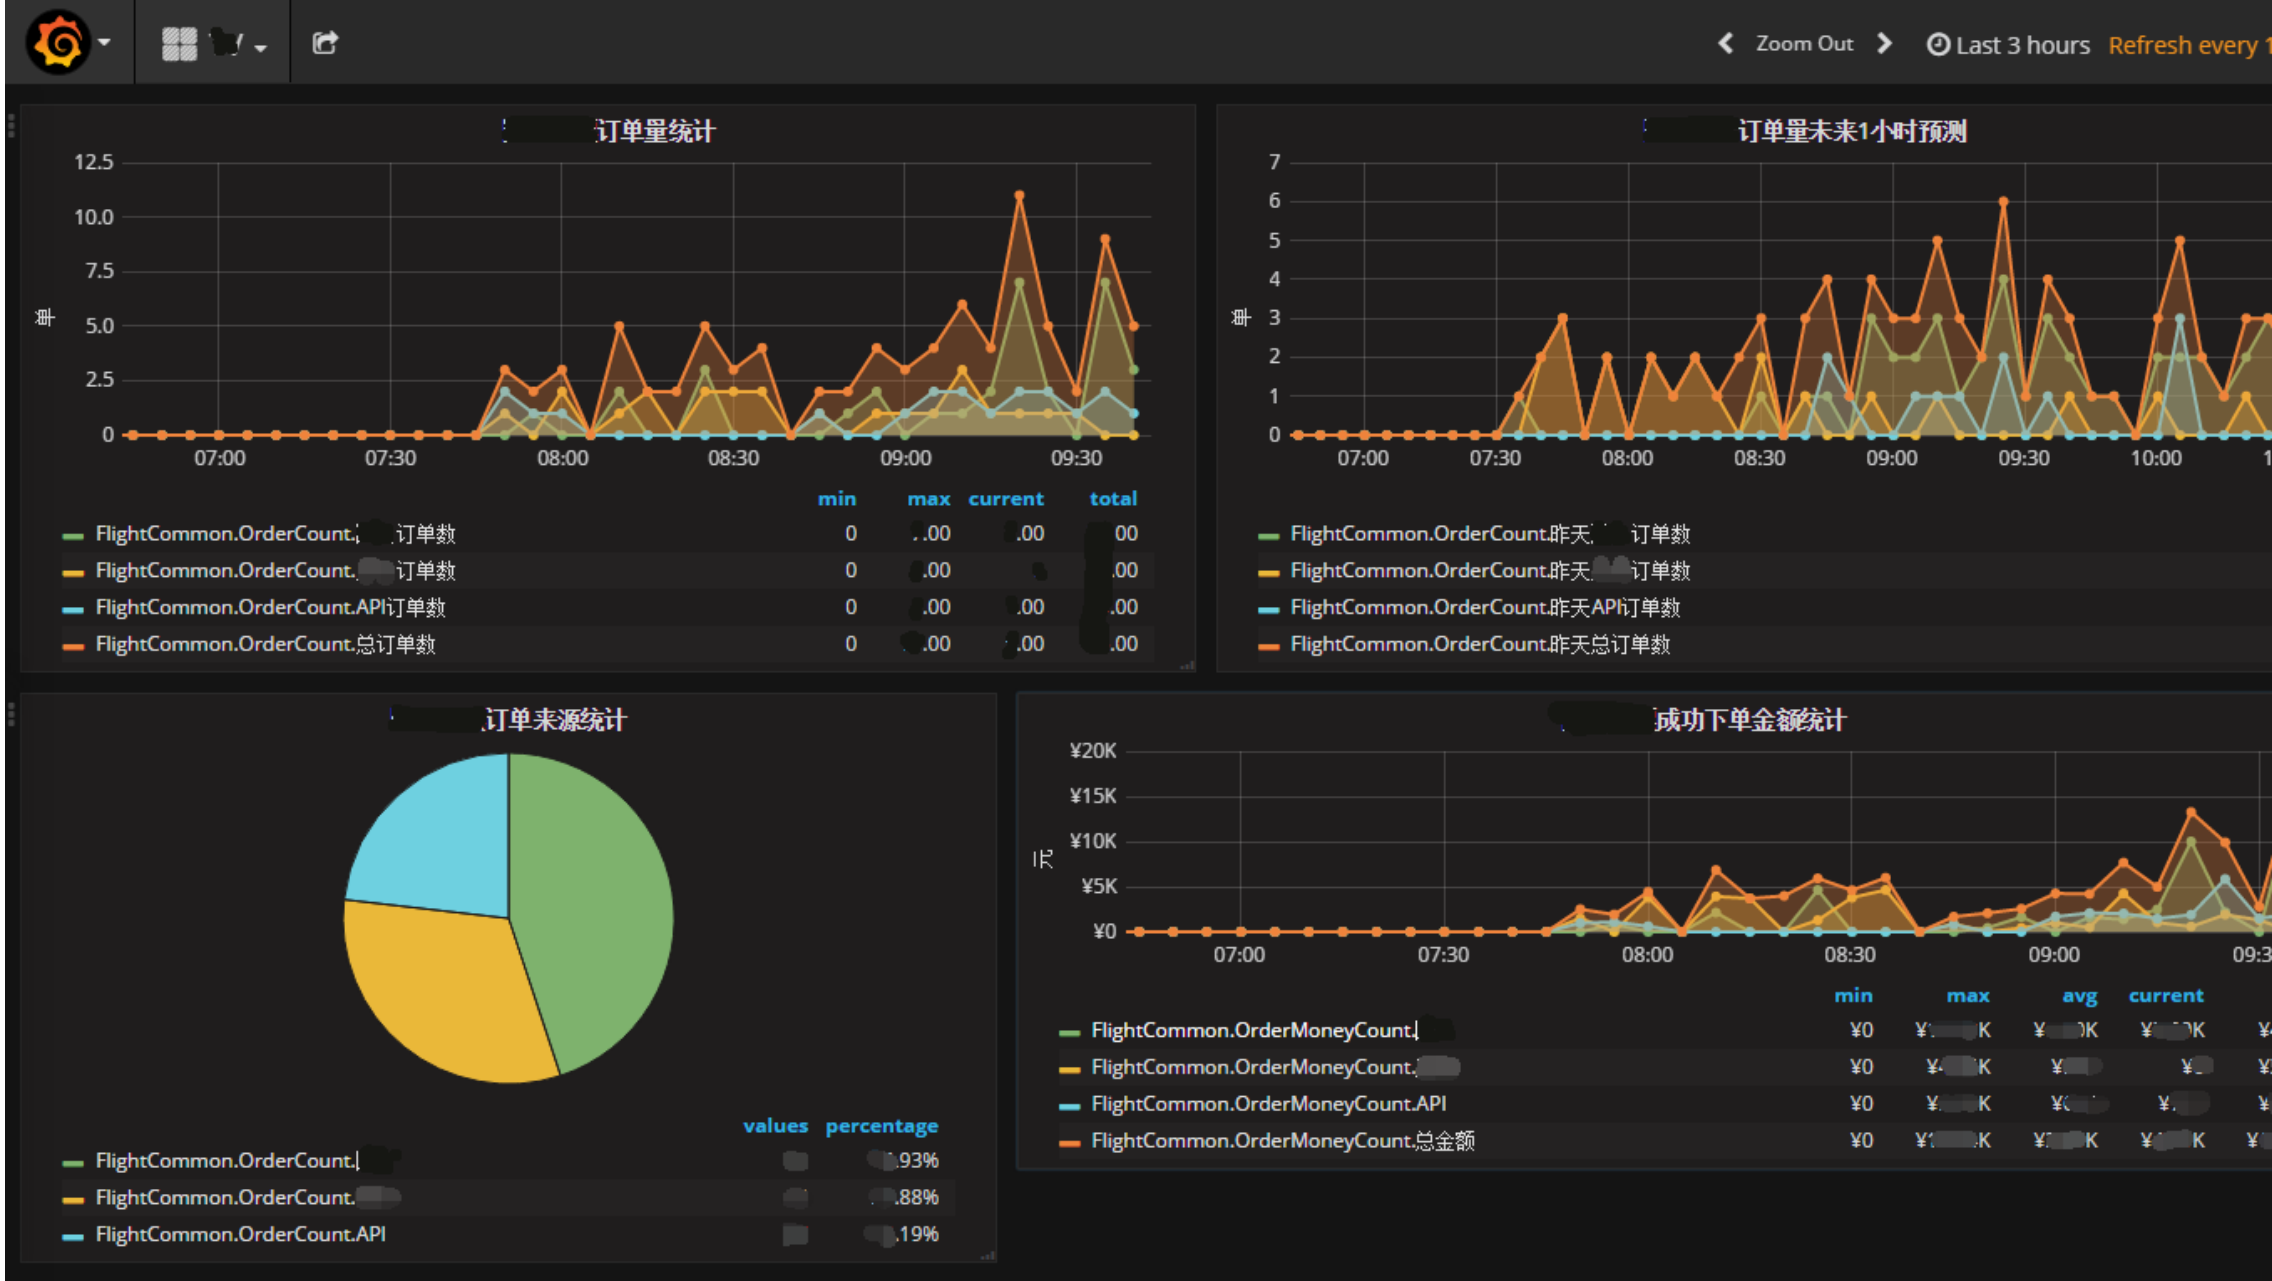 Zoom Out Last 3 hours Refresh every 1
订单量统计
12.5
10.0
7.5
5.0
2.5
0
单
07:00 07:30 08:00 08:30 09:00 09:30
min max current total
FlightCommon.OrderCount. 订单数 0 .00 .00 00
FlightCommon.OrderCount. 订单数 0 .00 .00
FlightCommon.OrderCount.API订单数 0 .00 .00 .00
FlightCommon.OrderCount.总订单数 0 .00 .00 .00
订单量未来1小时预测
7
6
5
4
3
2
1
0
单
07:00 07:30 08:00 08:30 09:00 09:30 10:00 1
FlightCommon.OrderCount.昨天 订单数
FlightCommon.OrderCount.昨天 订单数
FlightCommon.OrderCount.昨天API订单数
FlightCommon.OrderCount.昨天总订单数
订单来源统计
values percentage
FlightCommon.OrderCount. .93%
FlightCommon.OrderCount. .88%
FlightCommon.OrderCount.API .19%
成功下单金额统计
¥20K
¥15K
¥10K
¥5K
¥0
元
07:00 07:30 08:00 08:30 09:00 09:3
min max avg current
FlightCommon.OrderMoneyCount. ¥0 ¥ K ¥ K ¥ K ¥
FlightCommon.OrderMoneyCount. ¥0 ¥ K ¥ ¥ ¥
FlightCommon.OrderMoneyCount.API ¥0 ¥ K ¥ ¥ ¥
FlightCommon.OrderMoneyCount.总金额 ¥0 ¥ K ¥ K ¥ K ¥